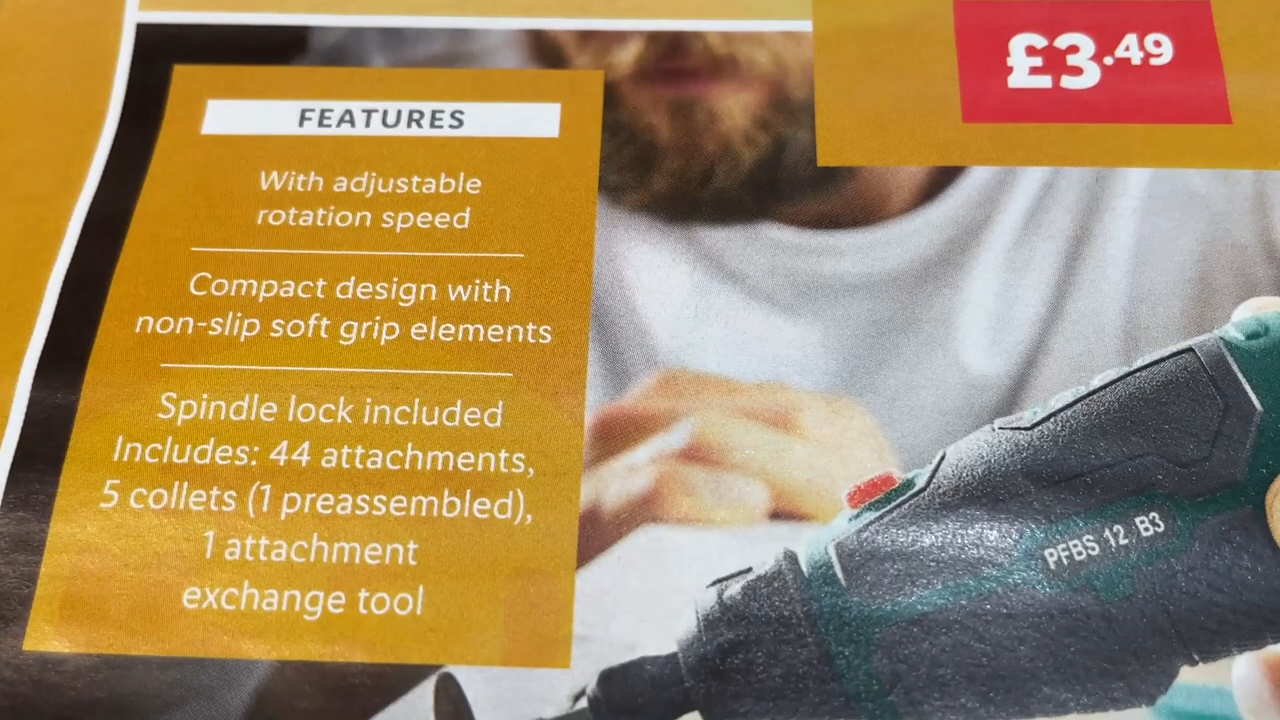 £3.49
FEATURES
With adjustable
rotation speed
Compact design with
non-slip soft grip elements
Spindle lock included
Includes: 44 attachments,
5 collets (1 preassembled),
1 attachment
exchange tool
PFBS 12 B3